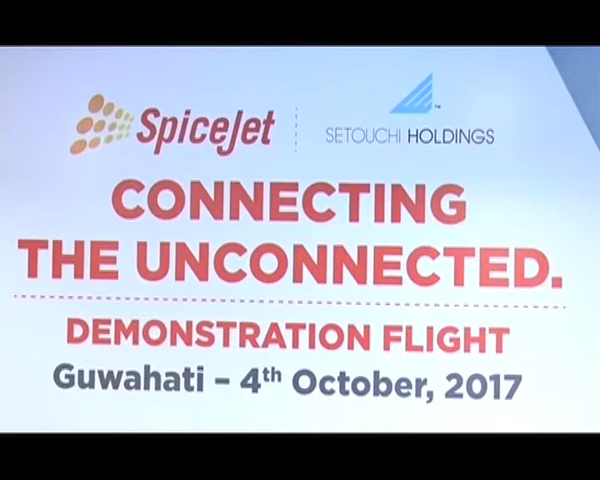 SpiceJet
SETOUCHI HOLDINGS
CONNECTING
THE UNCONNECTED.
DEMONSTRATION FLIGHT
Guwahati – 4th October, 2017